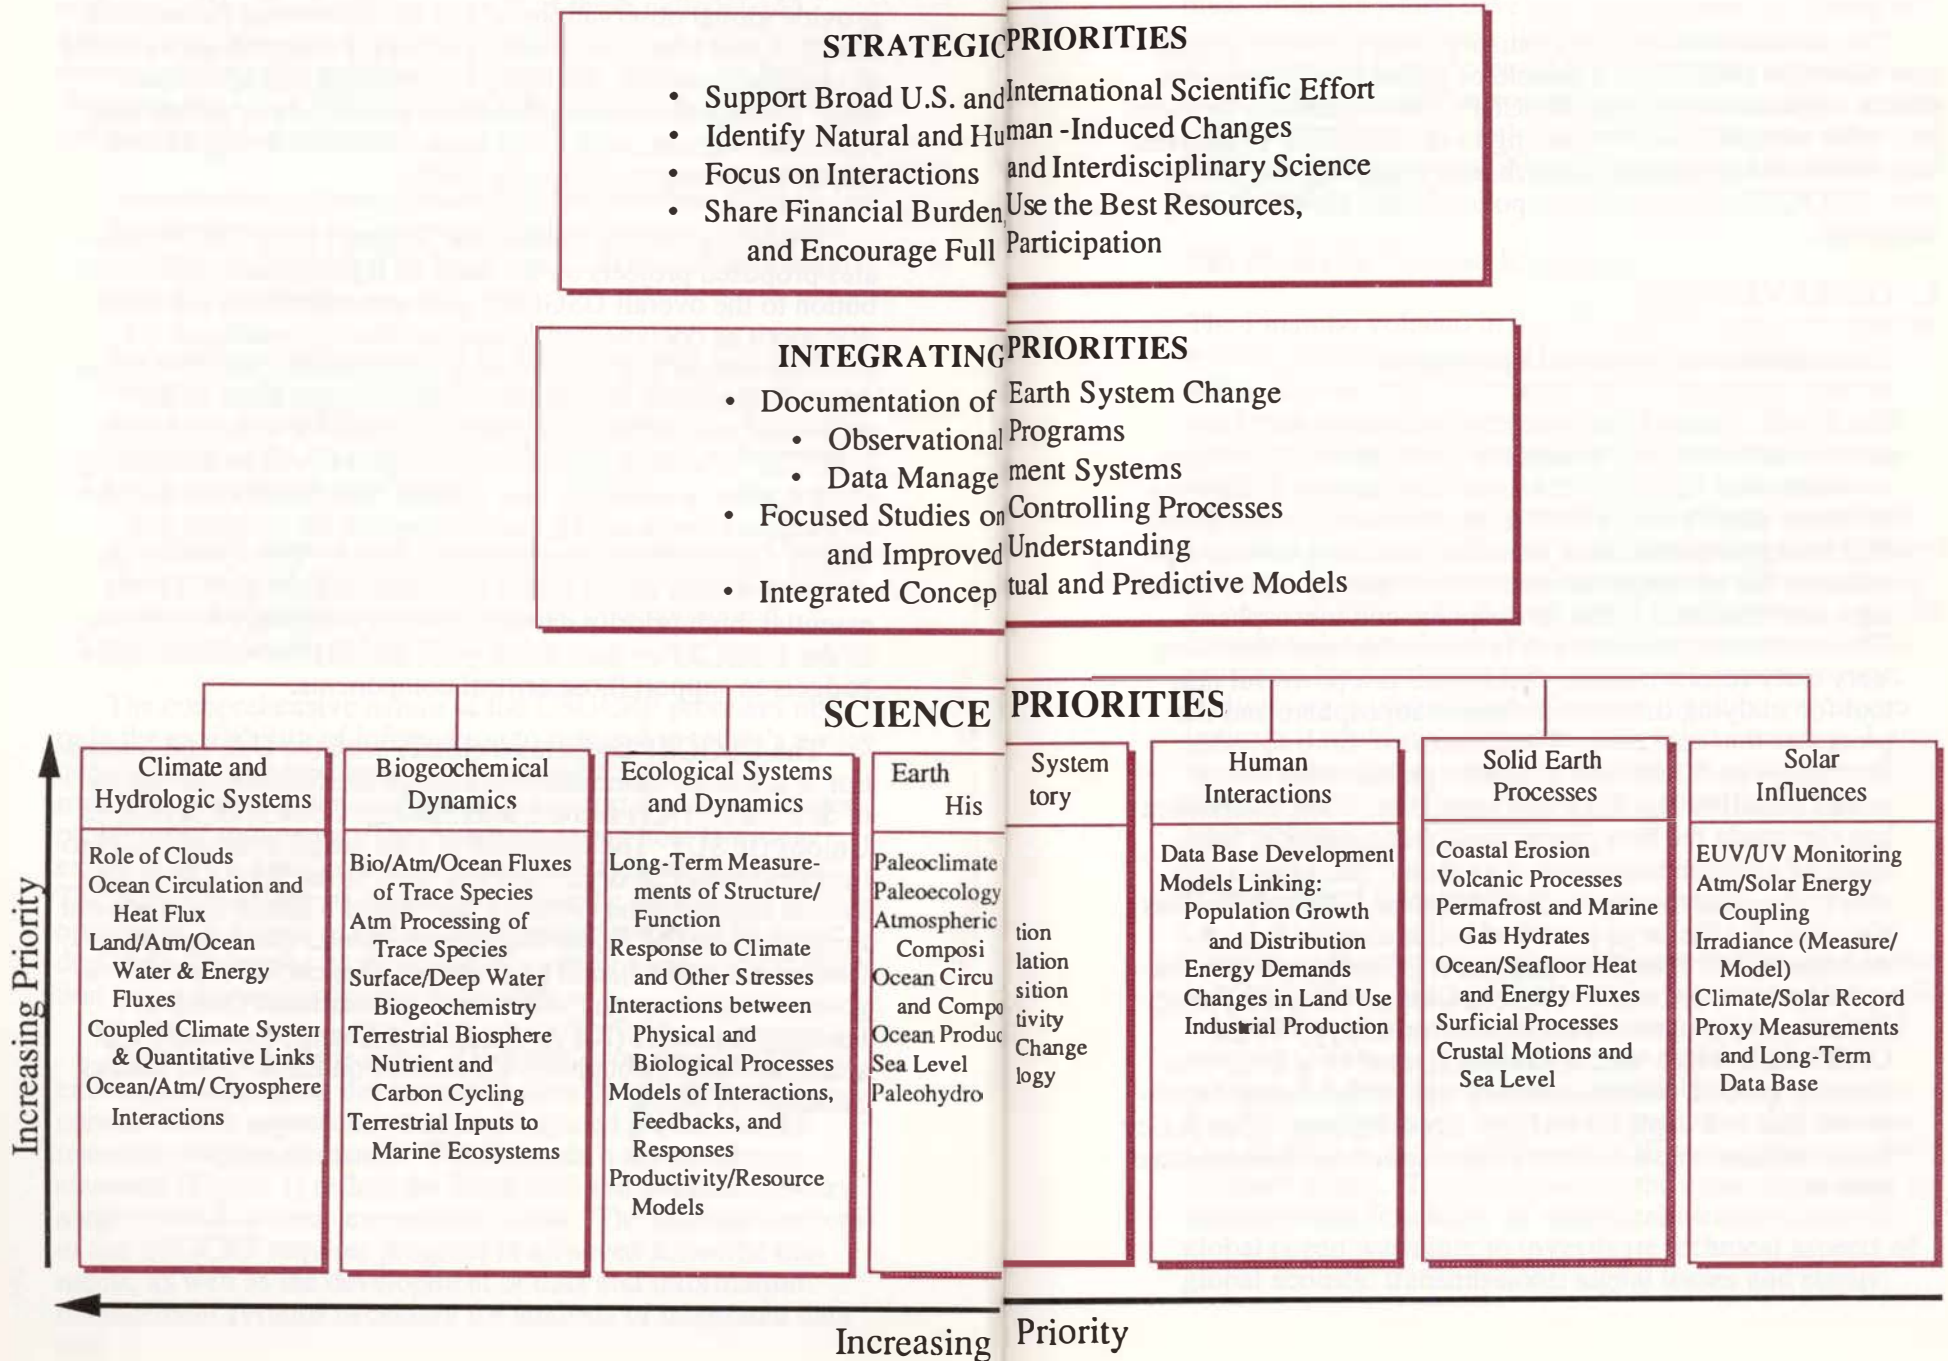 STRATEGIC PRIORITIES
• Support Broad U.S. and International Scientific Effort
• Identify Natural and Human -Induced Changes
• Focus on Interactions and Interdisciplinary Science
• Share Financial Burden, Use the Best Resources,
and Encourage Full Participation
INTEGRATING PRIORITIES
• Documentation of Earth System Change
• Observational Programs
• Data Management Systems
• Focused Studies on Controlling Processes
and Improved Understanding
• Integrated Conceptual and Predictive Models
SCIENCE PRIORITIES
Increasing Priority
Climate and
Hydrologic Systems
Role of Clouds
Ocean Circulation and
Heat Flux
Land/Atm/Ocean
Water & Energy
Fluxes
Coupled Climate System
& Quantitative Links
Ocean/Atm/ Cryosphere
Interactions
Biogeochemical
Dynamics
Bio/Atm/Ocean Fluxes
of Trace Species
Atm Processing of
Trace Species
Surface/Deep Water
Biogeochemistry
Terrestrial Biosphere
Nutrient and
Carbon Cycling
Terrestrial Inputs to
Marine Ecosystems
Ecological Systems
and Dynamics
Long-Term Measure-
ments of Structure/
Function
Response to Climate
and Other Stresses
Interactions between
Physical and
Biological Processes
Models of Interactions,
Feedbacks, and
Responses
Productivity/Resource
Models
Earth System
History
Paleoclimate
Paleoecology
Atmospheric
Composition
Ocean Circulation
and Composition
Ocean Productivity
Sea Level Change
Paleohydrology
Human
Interactions
Data Base Development
Models Linking:
Population Growth
and Distribution
Energy Demands
Changes in Land Use
Industrial Production
Solid Earth
Processes
Coastal Erosion
Volcanic Processes
Permafrost and Marine
Gas Hydrates
Ocean/Seafloor Heat
and Energy Fluxes
Surficial Processes
Crustal Motions and
Sea Level
Solar
Influences
EUV/UV Monitoring
Atm/Solar Energy
Coupling
Irradiance (Measure/
Model)
Climate/Solar Record
Proxy Measurements
and Long-Term
Data Base
Increasing Priority